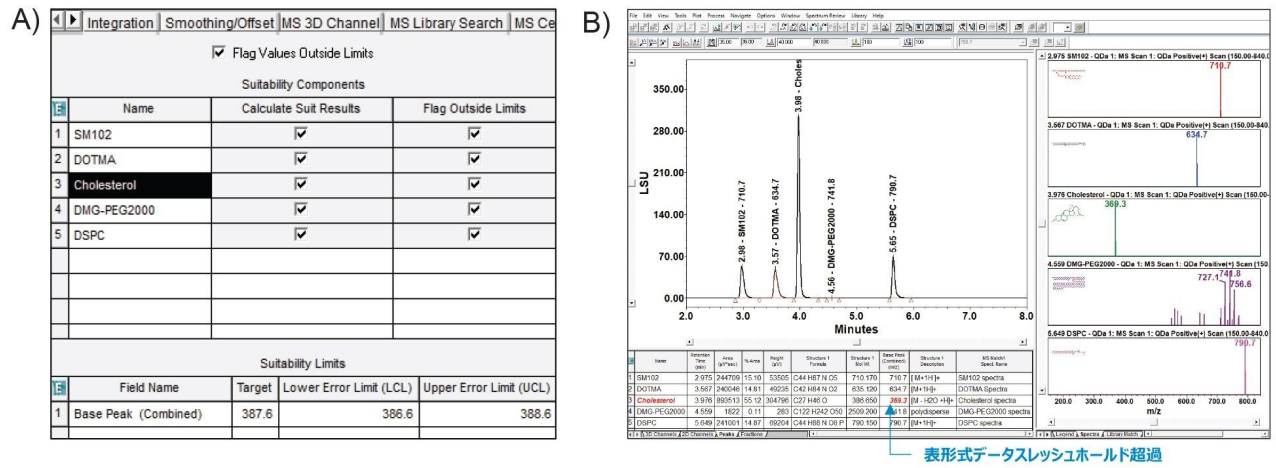 A)
Integration Smoothing/Offset MS 3D Channel MS Library Search MS Ce
Flag Values Outside Limits
Suitability Components
Name Calculate Suit Results Flag Outside Limits
1 SM102
2 DOTMA
3 Cholesterol
4 DMG-PEG2000
5 DSPC
Suitability Limits
Field Name Target Lower Error Limit (LCL) Upper Error Limit (UCL)
1 Base Peak (Combined) 387.6 386.6 388.6
B)
File Edit View Tools Plot Process Navigate Options Window Spectrum Review Library Help
LSU
350.00
280.00
210.00
140.00
70.00
0.00
2.98 - SM102 - 710.7
3.57 - DOTMA - 634.7
3.98 - Choles
4.56 - DMG-PEG2000 - 741.8
5.65 - DSPC - 790.7
2.0 3.0 4.0 5.0 6.0 7.0 8.0
Minutes
2.975 SM102 - QDa 1: MS Scan 1: QDa Positive(+) Scan (150.00-840.0
710.7
3.567 DOTMA - QDa 1: MS Scan 1: QDa Positive(+) Scan (150.00-840.
634.7
3.976 Cholesterol - QDa 1: MS Scan 1: QDa Positive(+) Scan (150.00-
369.3
4.559 DMG-PEG2000 - QDa 1: MS Scan 1: QDa Positive(+) Scan (150.
727.1 741.8
756.6
5.649 DSPC - QDa 1: MS Scan 1: QDa Positive(+) Scan (150.00-840.0
790.7
200.0 300.0 400.0 500.0 600.0 700.0 800.0
m/z
Name Retention Time (min) Area (µV*sec) % Area Height (µV) Structure 1 Formula Structure 1 Mol Wt Base Peak (Combined) (m/z) Structure 1 Description MS Match1 Spect. Name
1 SM102 2.975 244709 15.10 53505 C44 H87 N O5 710.170 710.7 [M+1H]+ SM102 spectra
2 DOTMA 3.567 240046 14.81 49235 C42 H84 N O2 635.120 634.7 [M+1H]+ DOTMA Spectra
3 Cholesterol 3.976 893513 55.12 304796 C27 H46 O 386.650 369.3 [M - H2O +H]+ Cholesterol spectra
4 DMG-PEG2000 4.559 1822 0.11 283 C122 H242 O50 2509.200 41.8 polydisperse DMG-PEG2000 spectra
5 DSPC 5.649 241001 14.87 69204 C44 H88 N O8 P 790.150 790.7 [M+1H]+ DSPC spectra
2D Channels Peaks Fractions
Legend Spectra Library Match
表形式データスレッシュホールド超過